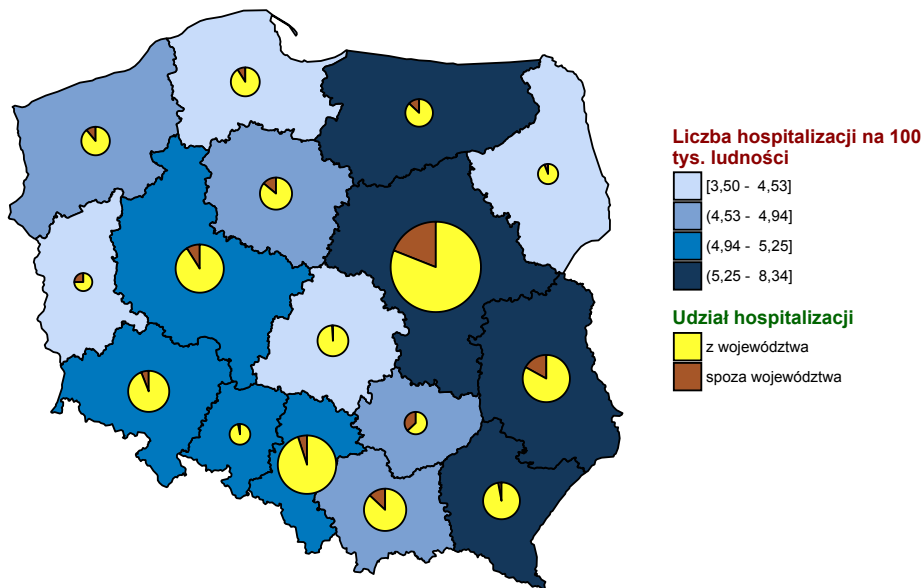 Liczba hospitalizacji na 100
tys. ludności
[3,50 - 4,53]
(4,53 - 4,94]
(4,94 - 5,25]
(5,25 - 8,34]
Udział hospitalizacji
z województwa
spoza województwa